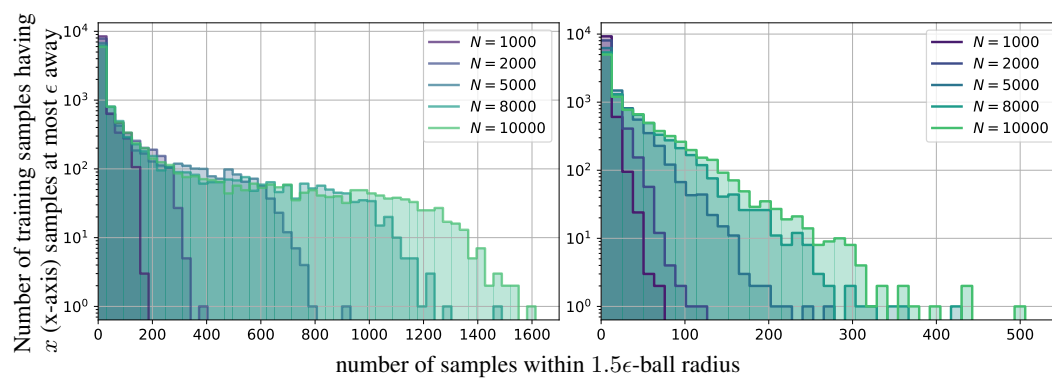 Number of training samples having
x (x-axis) samples at most ϵ away
10⁴
10³
10²
10¹
10⁰
0 200 400 600 800 1000 1200 1400 1600
N = 1000
N = 2000
N = 5000
N = 8000
N = 10000
10⁴
10³
10²
10¹
10⁰
0 100 200 300 400 500
N = 1000
N = 2000
N = 5000
N = 8000
N = 10000
number of samples within 1.5ϵ-ball radius